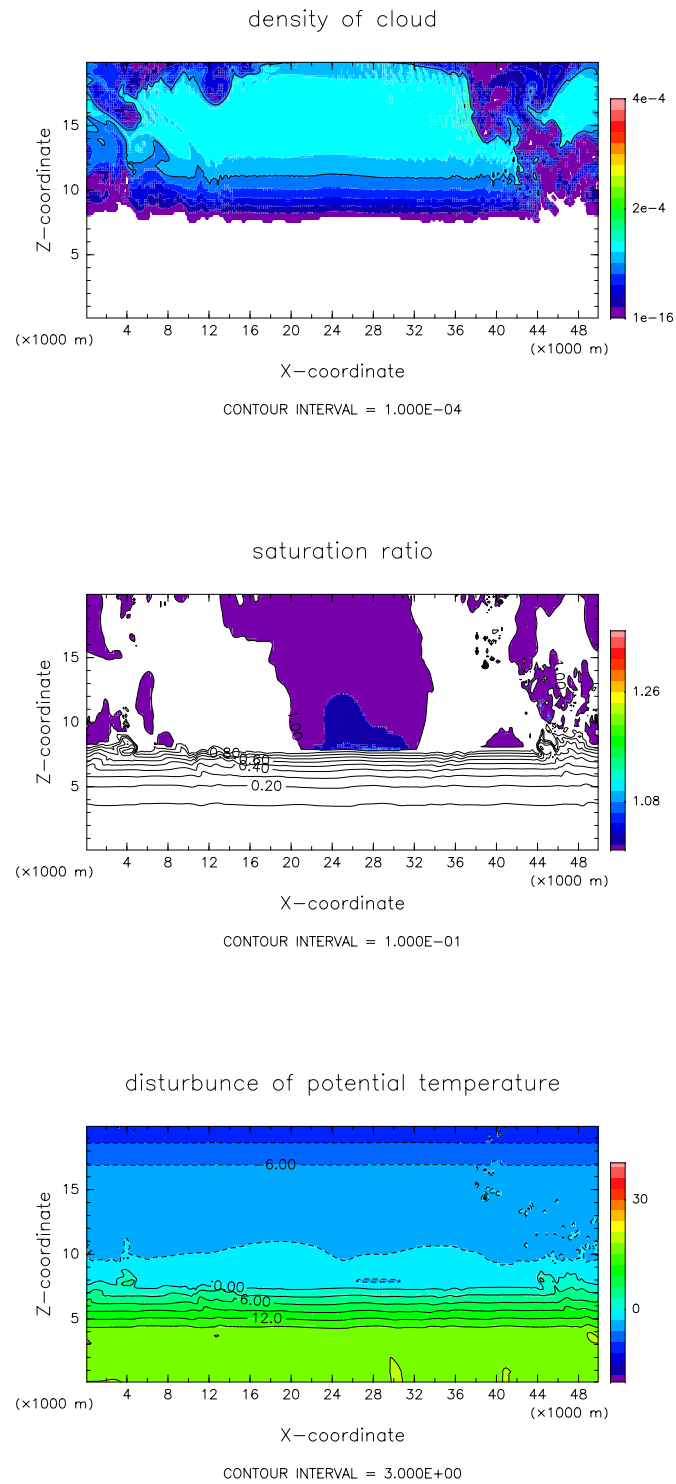 density of cloud
4e-4
15
10
2e-4
5
1e-16
Z-coordinate
4 8 12 16 20 24 28 32 36 40 44 48
(×1000 m) (×1000 m)
X-coordinate
CONTOUR INTERVAL = 1.000E-04
saturation ratio
15
1.26
1.00
1.00
10
0.80
0.60
0.40
1.08
5
0.20
Z-coordinate
4 8 12 16 20 24 28 32 36 40 44 48
(×1000 m) (×1000 m)
X-coordinate
CONTOUR INTERVAL = 1.000E-01
disturbunce of potential temperature
-6.00
15
30
10
0.00
0
6.00
12.0
5
Z-coordinate
4 8 12 16 20 24 28 32 36 40 44 48
(×1000 m) (×1000 m)
X-coordinate
CONTOUR INTERVAL = 3.000E+00